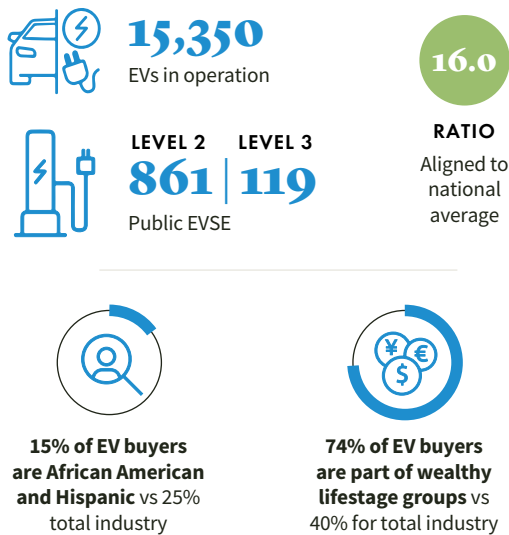 15,350
EVs in operation
16.0
RATIO
Aligned to
national
average
LEVEL 2 | LEVEL 3
861 | 119
Public EVSE
¥ € $
15% of EV buyers
are African American
and Hispanic vs 25%
total industry
74% of EV buyers
are part of wealthy
lifestage groups vs
40% for total industry